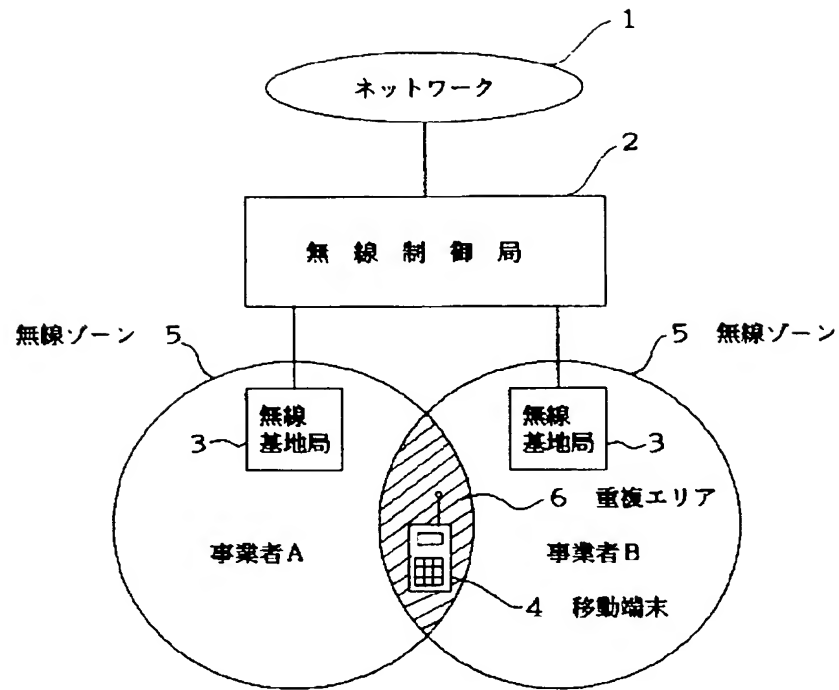 1
ネットワーク
2
無線制御局
無線ゾーン 5
5 無線ゾーン
無線
基地局
3
無線
基地局
3
6 重複エリア
事業者A
事業者B
4 移動端末